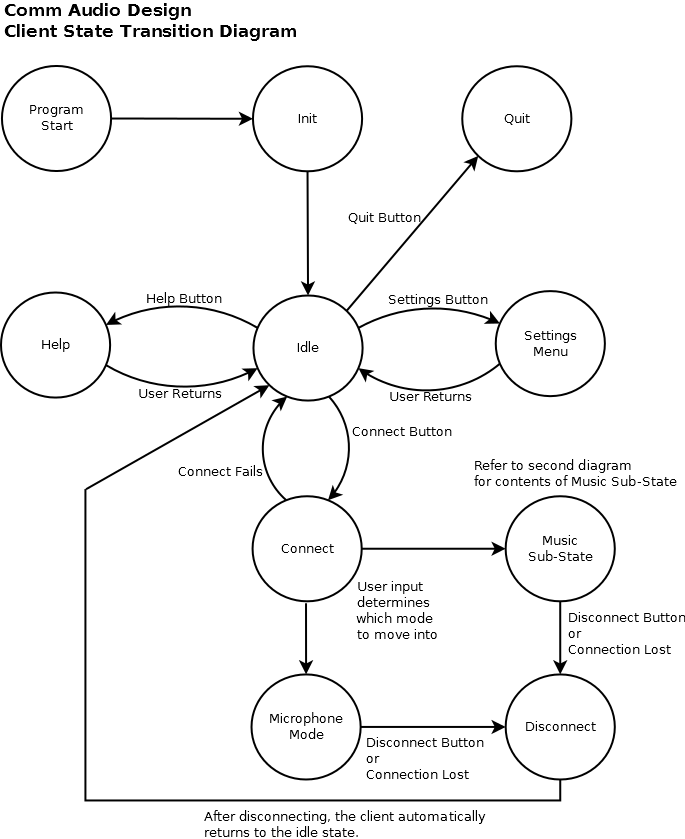 Comm Audio Design
Client State Transition Diagram
Program
Start
Init
Quit
Quit Button
Help Button
Settings Button
Help
Idle
Settings
Menu
User Returns
User Returns
Connect Button
Connect Fails
Refer to second diagram
for contents of Music Sub-State
Connect
Music
Sub-State
User input
determines
which mode
to move into
Disconnect Button
or
Connection Lost
Microphone
Mode
Disconnect
Disconnect Button
or
Connection Lost
After disconnecting, the client automatically
returns to the idle state.